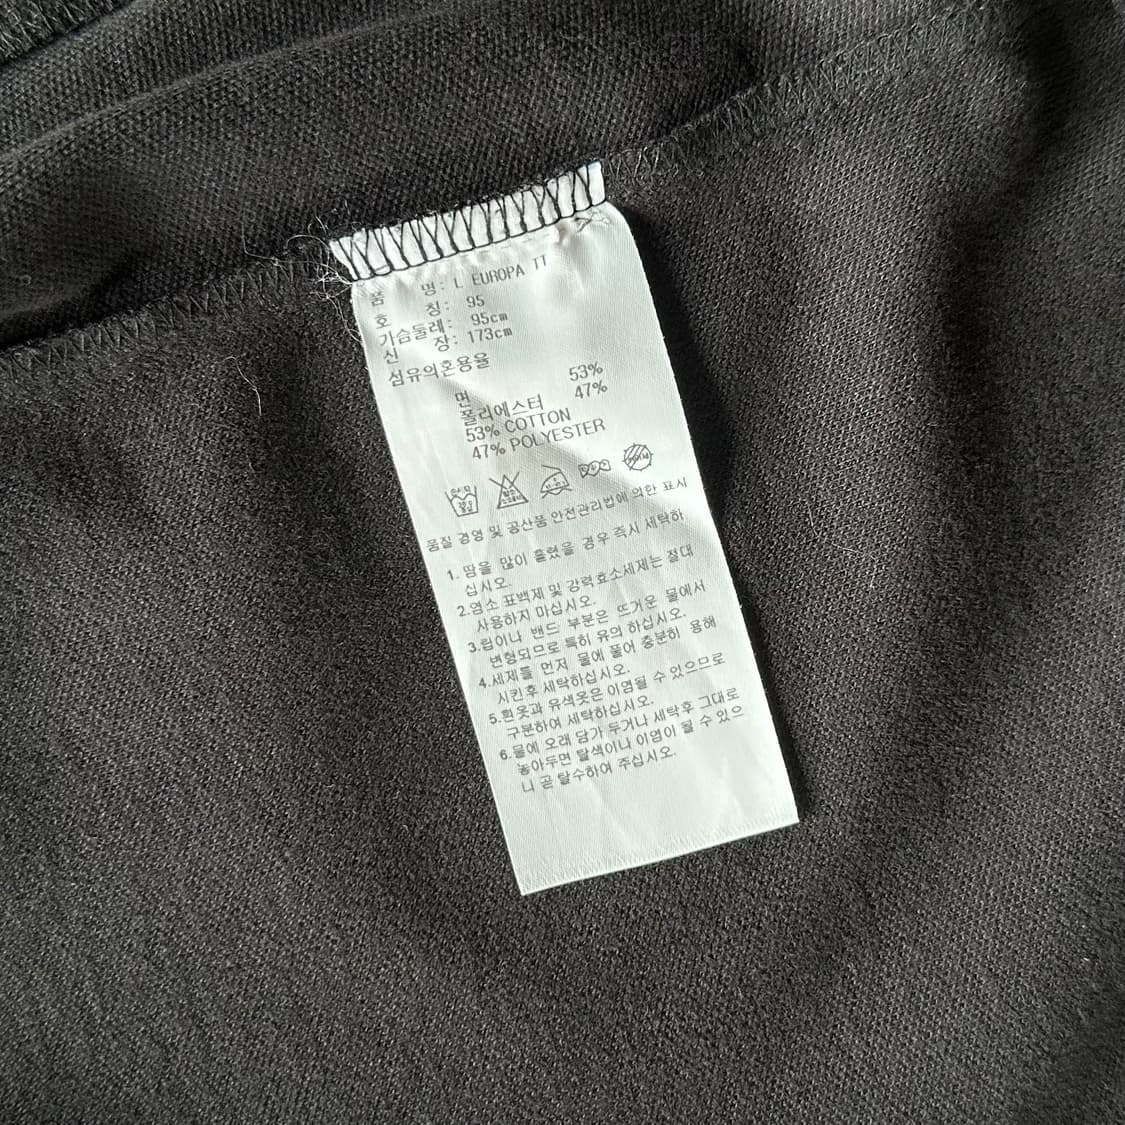 품 명: L EUROPA TT
호 칭: 95
가슴둘레: 95cm
신 장: 173cm
섬유의혼용율
면 53%
폴리에스터 47%
53% COTTON
47% POLYESTER
품질 경영 및 공산품 안전관리법에 의한 표시
1. 땀을 많이 흘렸을 경우 즉시 세탁하
십시오.
2.염소 표백제 및 강력효소세제는 절대
사용하지 마십시오.
3.립이나 밴드 부분은 뜨거운 물에서
변형되므로 특히 유의 하십시오.
4.세제를 먼저 물에 풀어 충분히 용해
시킨후 세탁하십시오.
5.흰옷과 유색옷은 이염될 수 있으므로
구분하여 세탁하십시오.
6.물에 오래 담가 두거나 세탁후 그대로
놓아두면 탈색이나 이염이 될 수 있으
니 곧 탈수하여 주십시오.